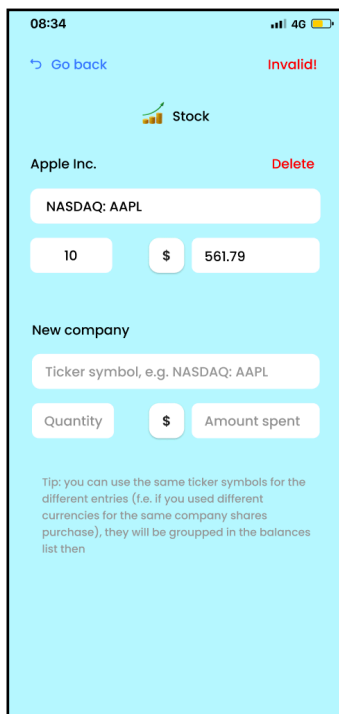 08:34 4G
Go back Invalid!
Stock
Apple Inc. Delete
NASDAQ: AAPL
10 $ 561.79
New company
Ticker symbol, e.g. NASDAQ: AAPL
Quantity $ Amount spent
Tip: you can use the same ticker symbols for the
different entries (f.e. if you used different
currencies for the same company shares
purchase), they will be groupped in the balances
list then